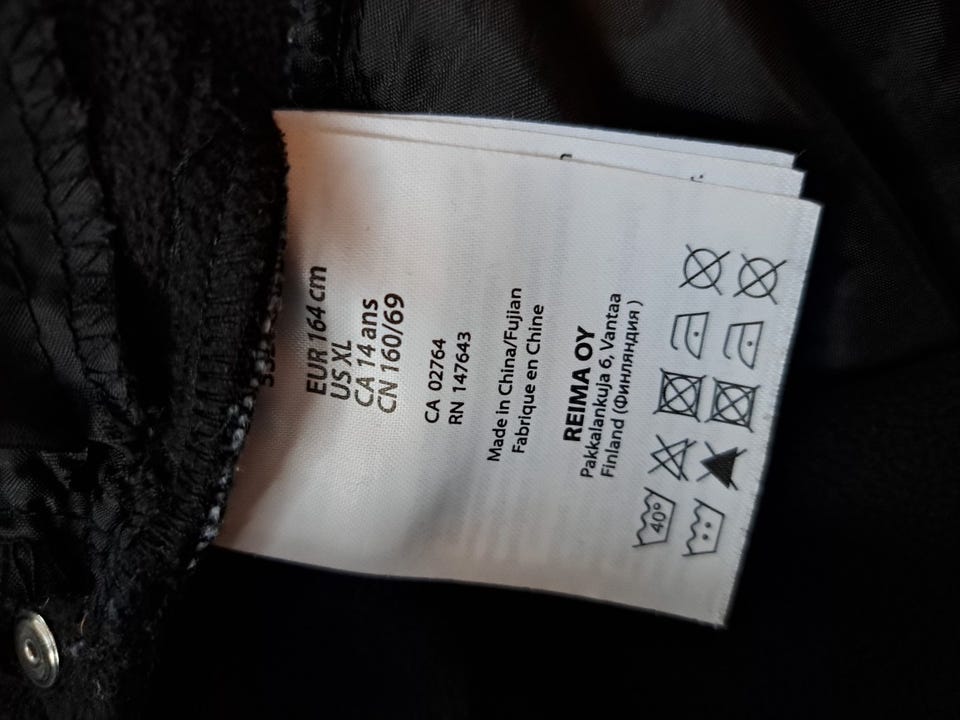 EUR 164 cm
US XL
CA 14 ans
CN 160/69
CA 02764
RN 147643
Made in China/Fujian
Fabrique en Chine
REIMA OY
Pakkalankuja 6, Vantaa
Finland (Финляндия)
40°